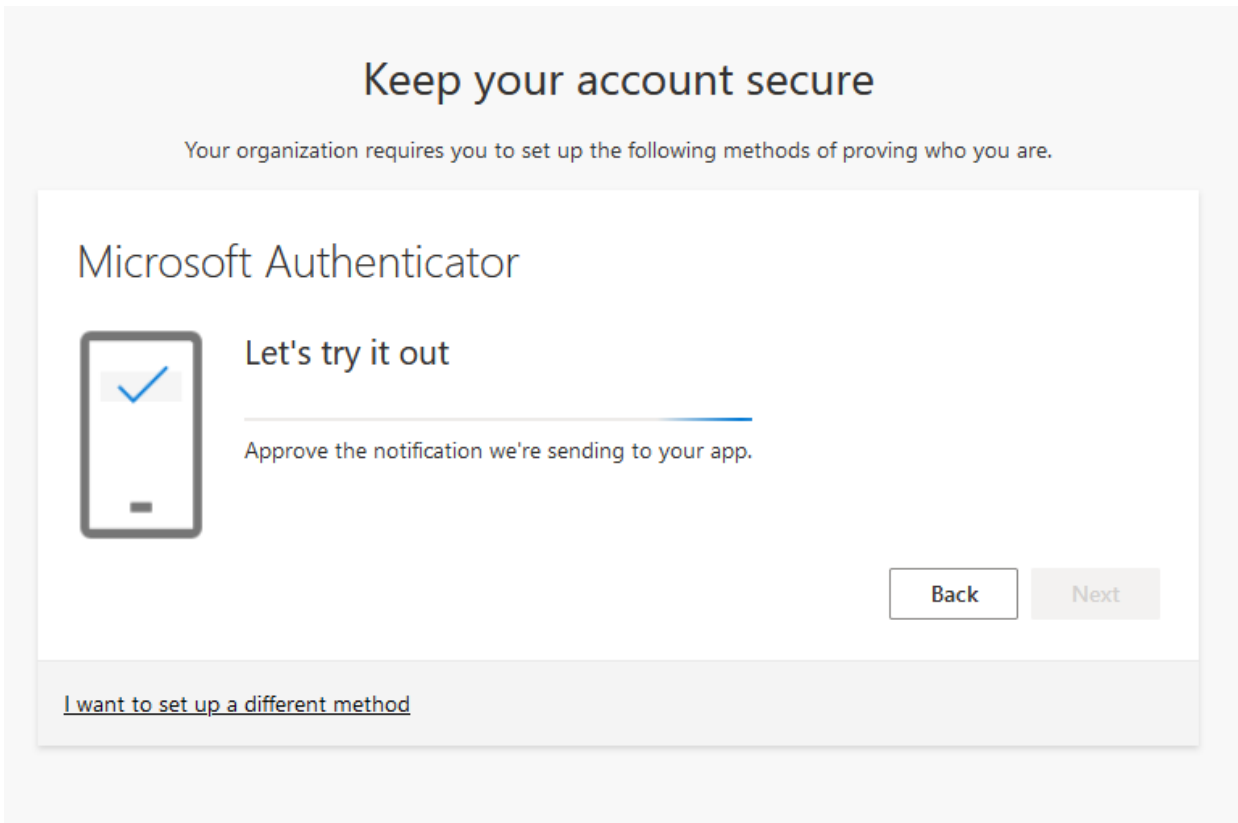 Keep your account secure
Your organization requires you to set up the following methods of proving who you are.
Microsoft Authenticator
Let's try it out
Approve the notification we're sending to your app.
Back
Next
I want to set up a different method